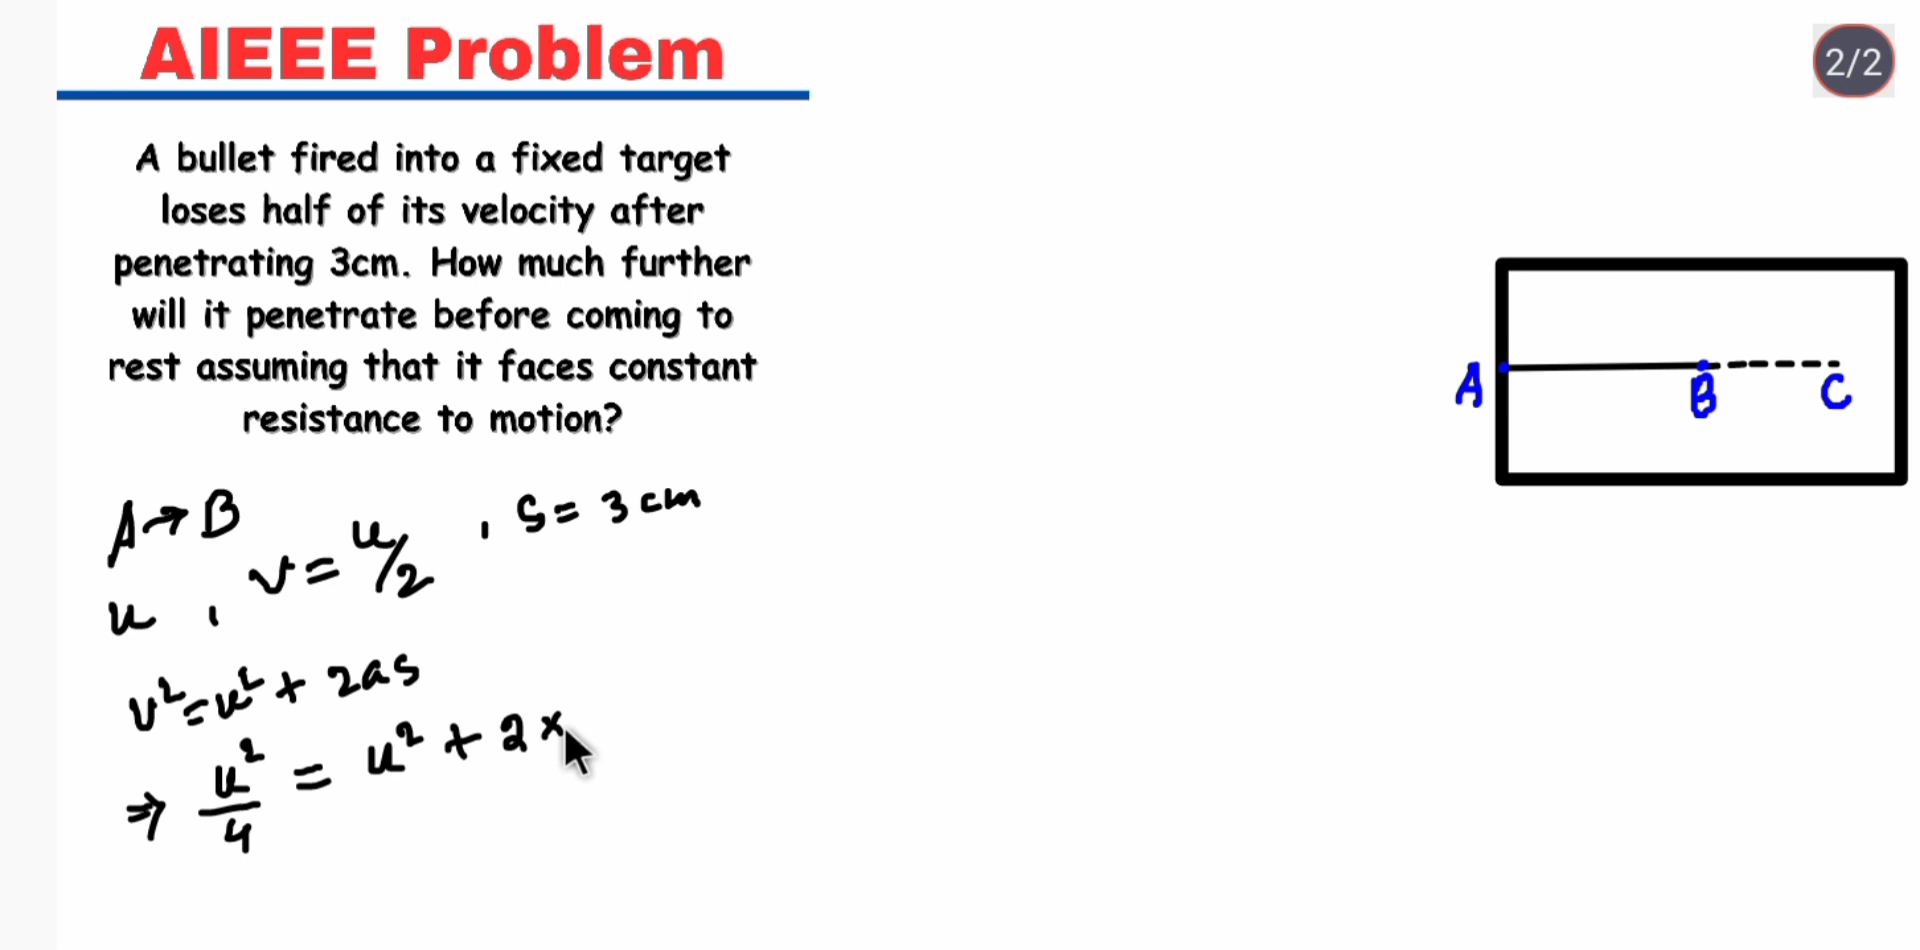 AIEEE Problem
2/2
A bullet fired into a fixed target
loses half of its velocity after
penetrating 3cm. How much further
will it penetrate before coming to
rest assuming that it faces constant
resistance to motion?
A B C
A→B
u , v = u/2 , S = 3 cm
v² = u² + 2as
⇒ u²/4 = u² + 2 ×